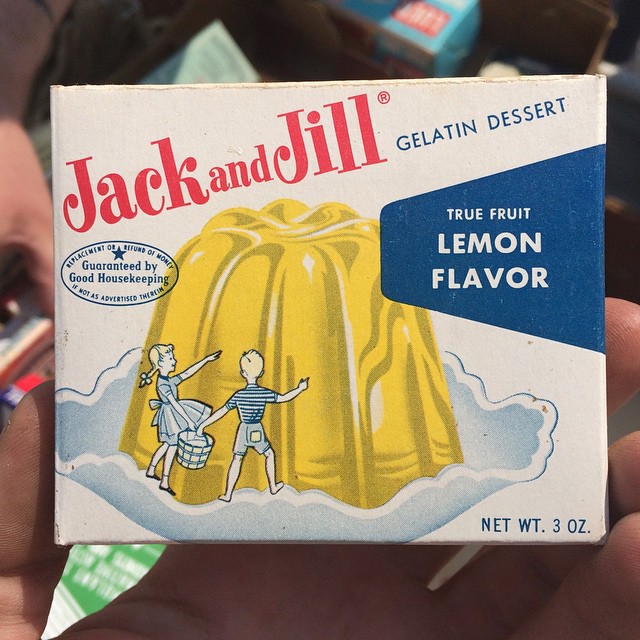 Jack and Jill®
GELATIN DESSERT
TRUE FRUIT
LEMON
FLAVOR
REPLACEMENT OR REFUND OF MONEY
Guaranteed by
Good Housekeeping
IF NOT AS ADVERTISED THEREIN
NET WT. 3 OZ.